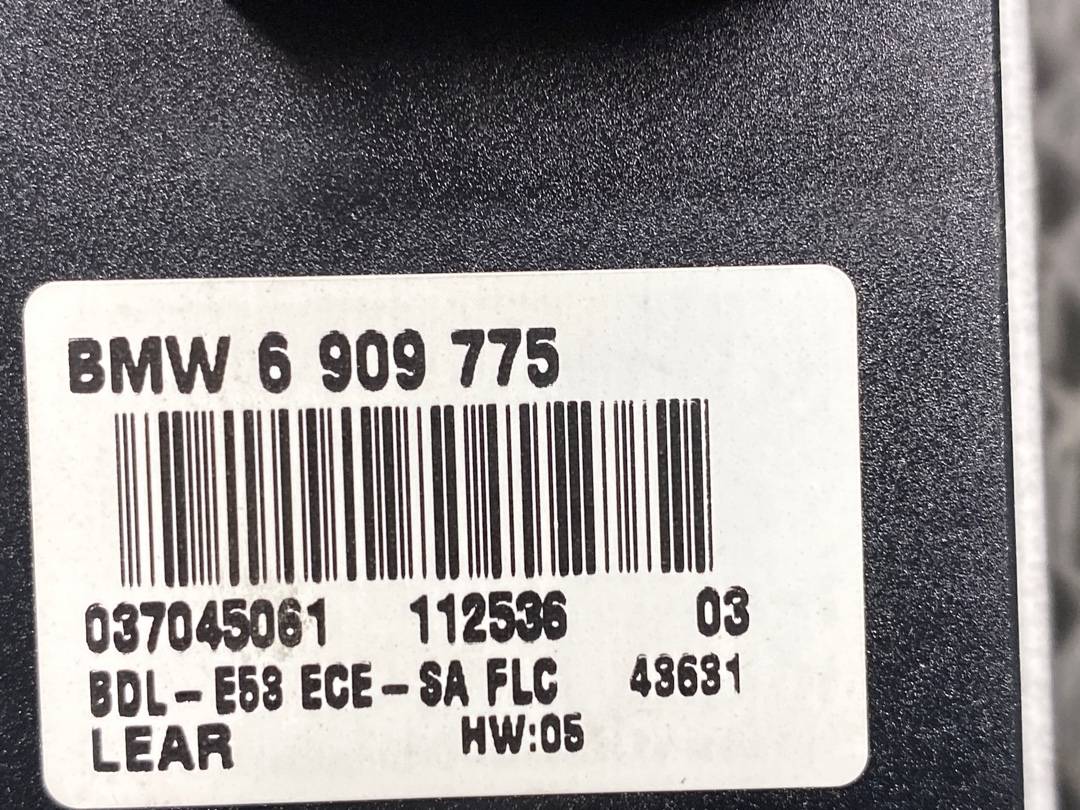 BMW 6 909 775
037045061 112536 03
BDL-E53 ECE-SA FLC 43631
LEAR HW:05